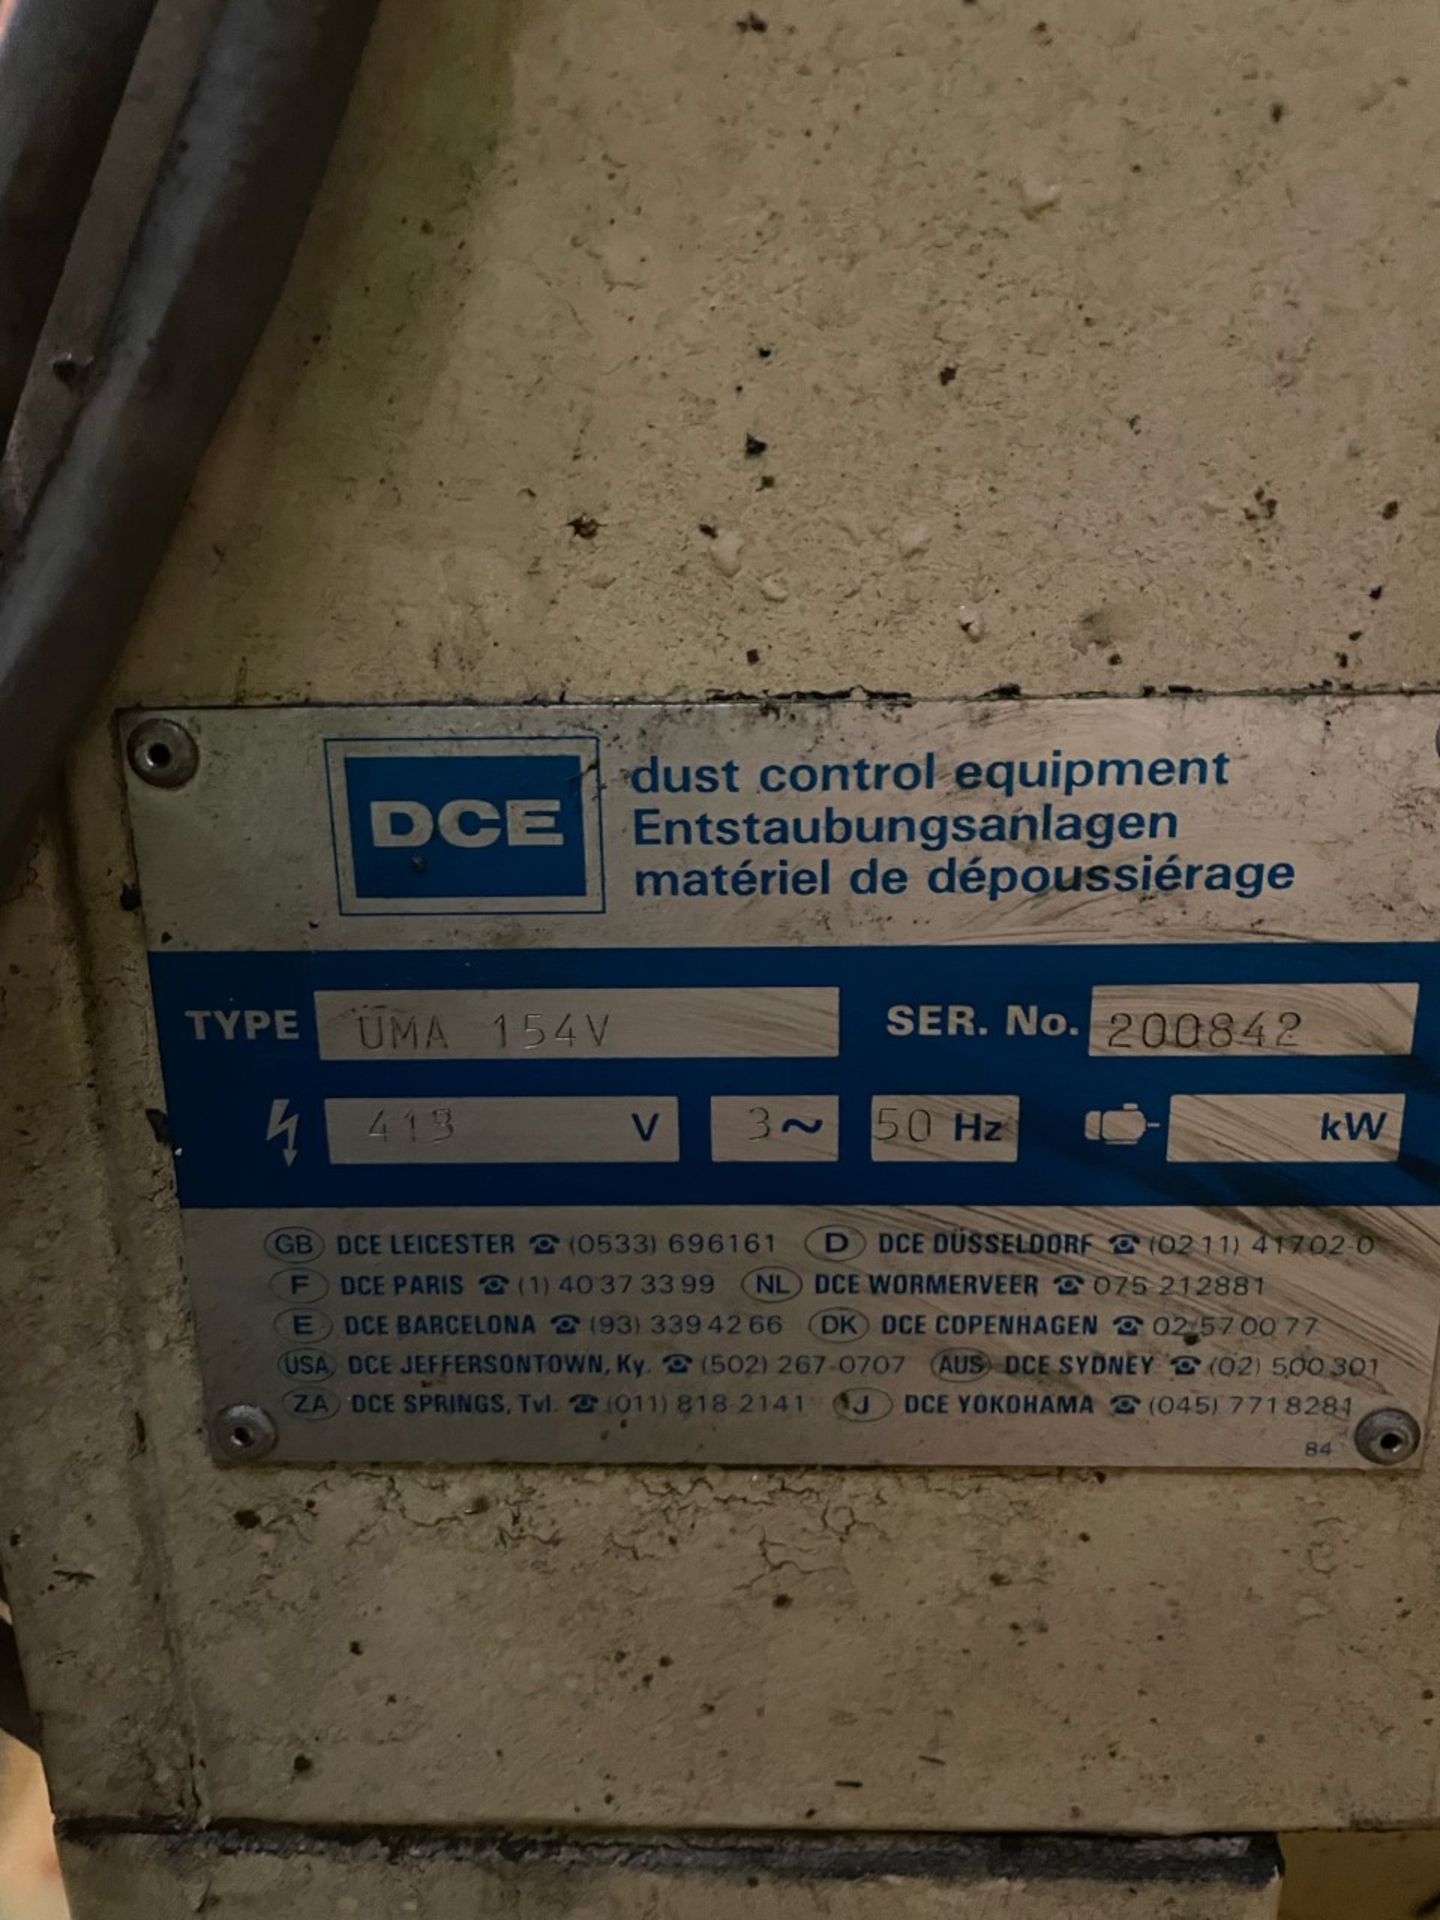 DCE
dust control equipment
Entstaubungsanlagen
matériel de dépoussiérage
TYPE UMA 154V SER. No. 200842
V 3~ 50 Hz kW
GB DCE LEICESTER ☎ (0533) 696161 D DCE DÜSSELDORF ☎ (0211) 41702-0
F DCE PARIS ☎ (1) 40 37 33 99 NL DCE WORMERVEER ☎ 075-212881
E DCE BARCELONA ☎ (93) 339 42 66 DK DCE COPENHAGEN ☎ 02-57 00 77
USA DCE JEFFERSONTOWN, Ky. ☎ (502) 267-0707 AUS DCE SYDNEY ☎ (02) 500 301
ZA DCE SPRINGS, Tvl. ☎ (011) 818 2141 J DCE YOKOHAMA ☎ (045) 771 8281
84